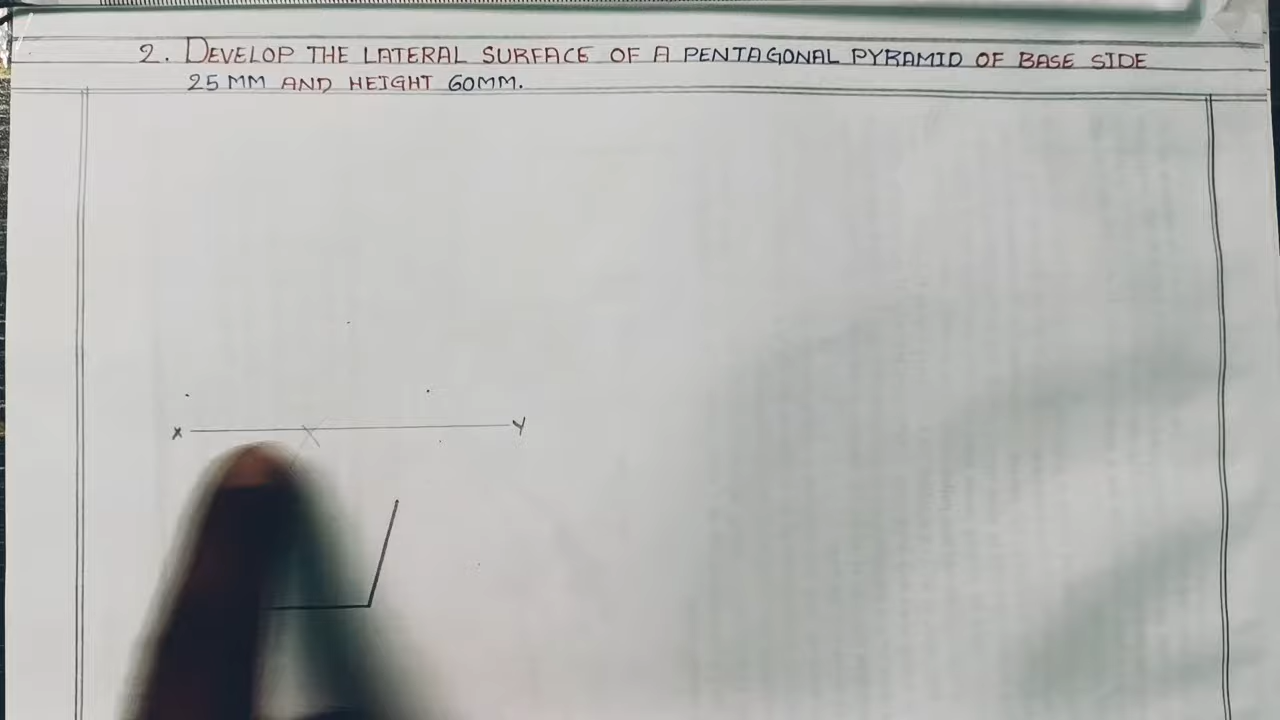 2. DEVELOP THE LATERAL SURFACE OF A PENTAGONAL PYRAMID OF BASE SIDE
25 MM AND HEIGHT 60MM.
X Y